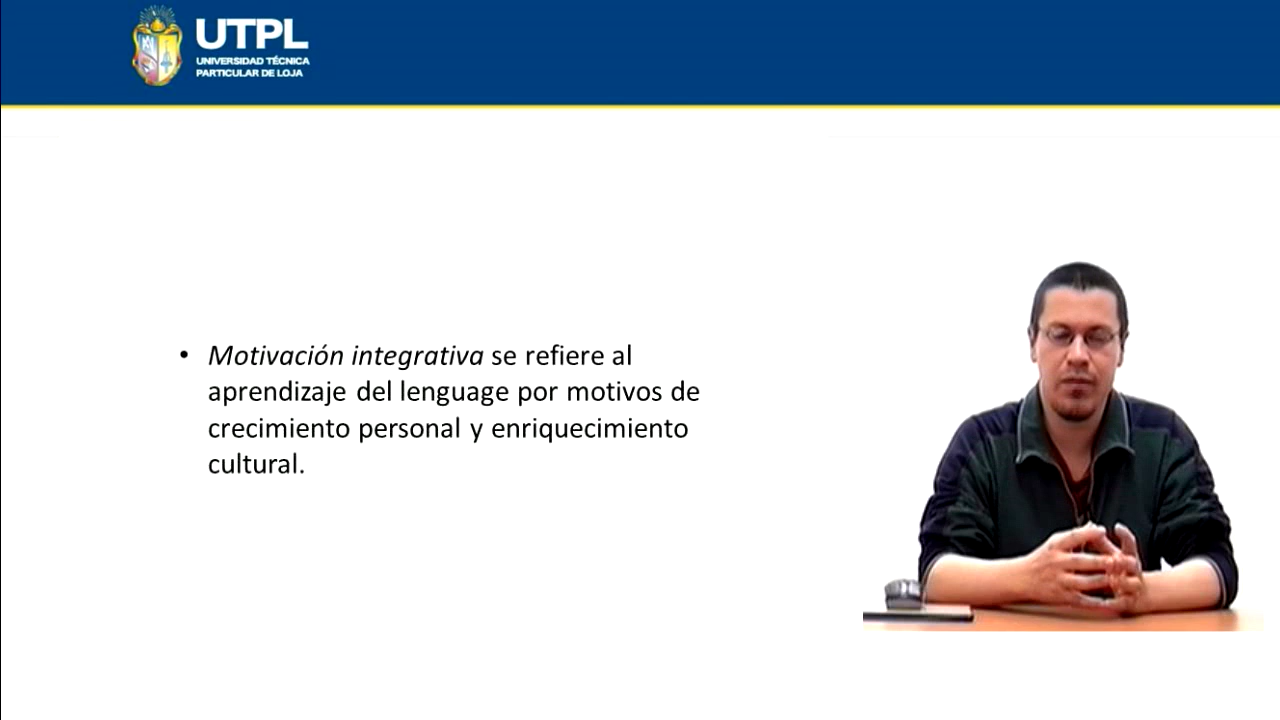 UTPL
UNIVERSIDAD TÉCNICA
PARTICULAR DE LOJA
• Motivación integrativa se refiere al
aprendizaje del lenguage por motivos de
crecimiento personal y enriquecimiento
cultural.